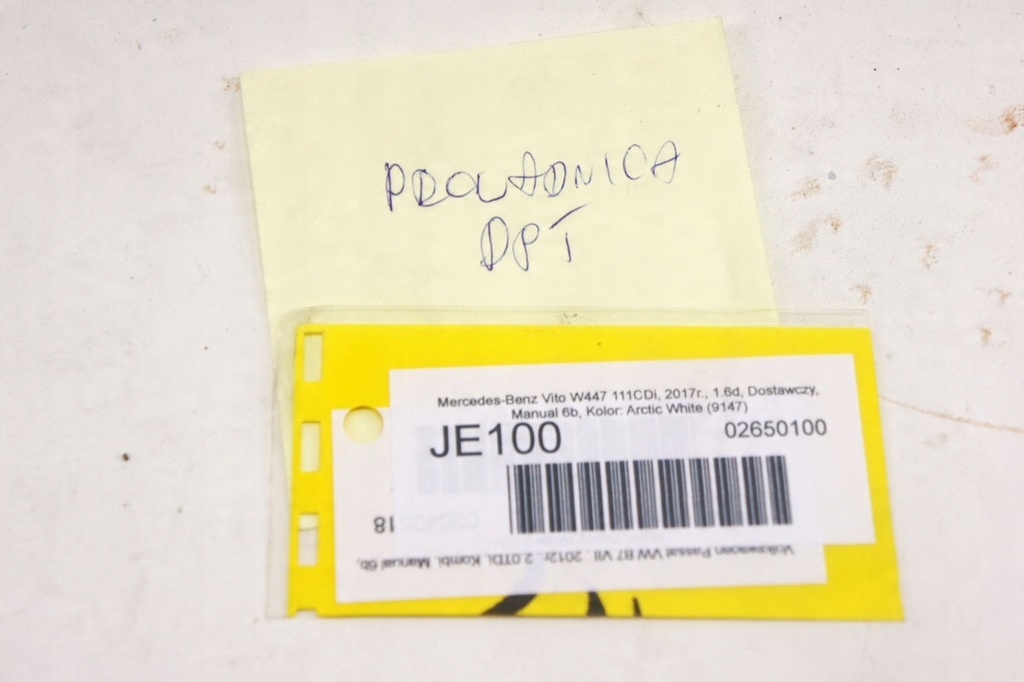 PROWADNICA
DPT
Mercedes-Benz Vito W447 111CDi, 2017r., 1.6d, Dostawczy,
Manual 6b, Kolor: Arctic White (9147)
JE100
02650100
18
Volkswagen Passat VW B7 VII , 2012r., 2.0TDi, Kombi, Manual 6b,